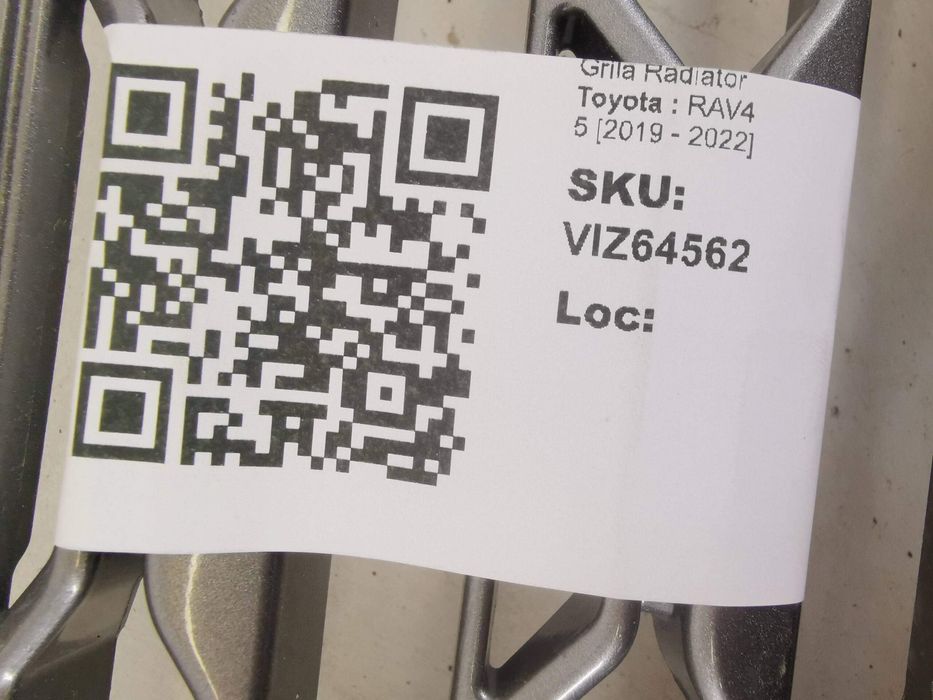 Grila Radiator
Toyota : RAV4
5 [2019 - 2022]
SKU:
VIZ64562
Loc: